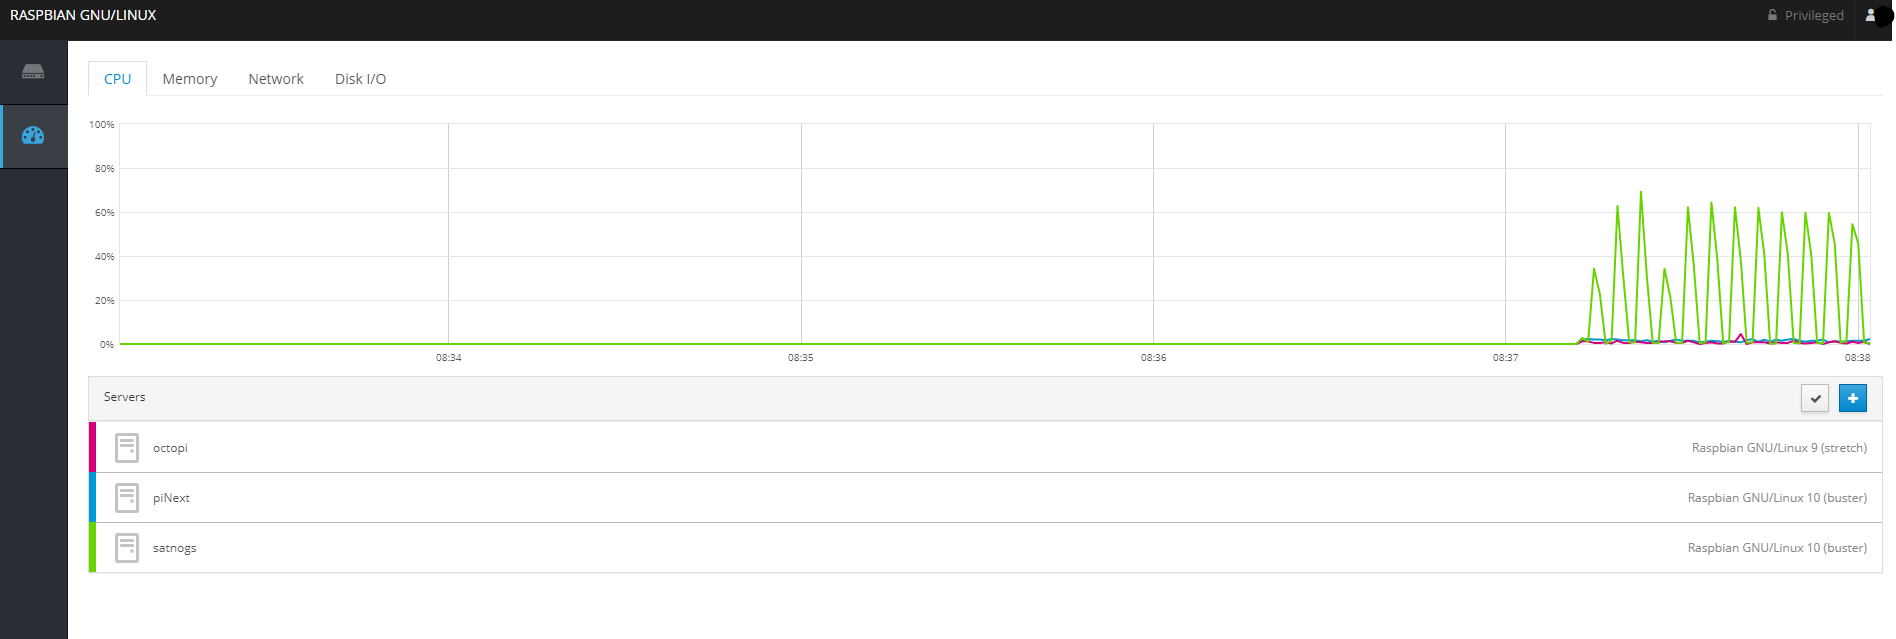 RASPBIAN GNU/LINUX
Privileged
CPU Memory Network Disk I/O
100%
80%
60%
40%
20%
0%
08:34 08:35 08:36 08:37 08:38
Servers
octopi Raspbian GNU/Linux 9 (stretch)
piNext Raspbian GNU/Linux 10 (buster)
satnogs Raspbian GNU/Linux 10 (buster)